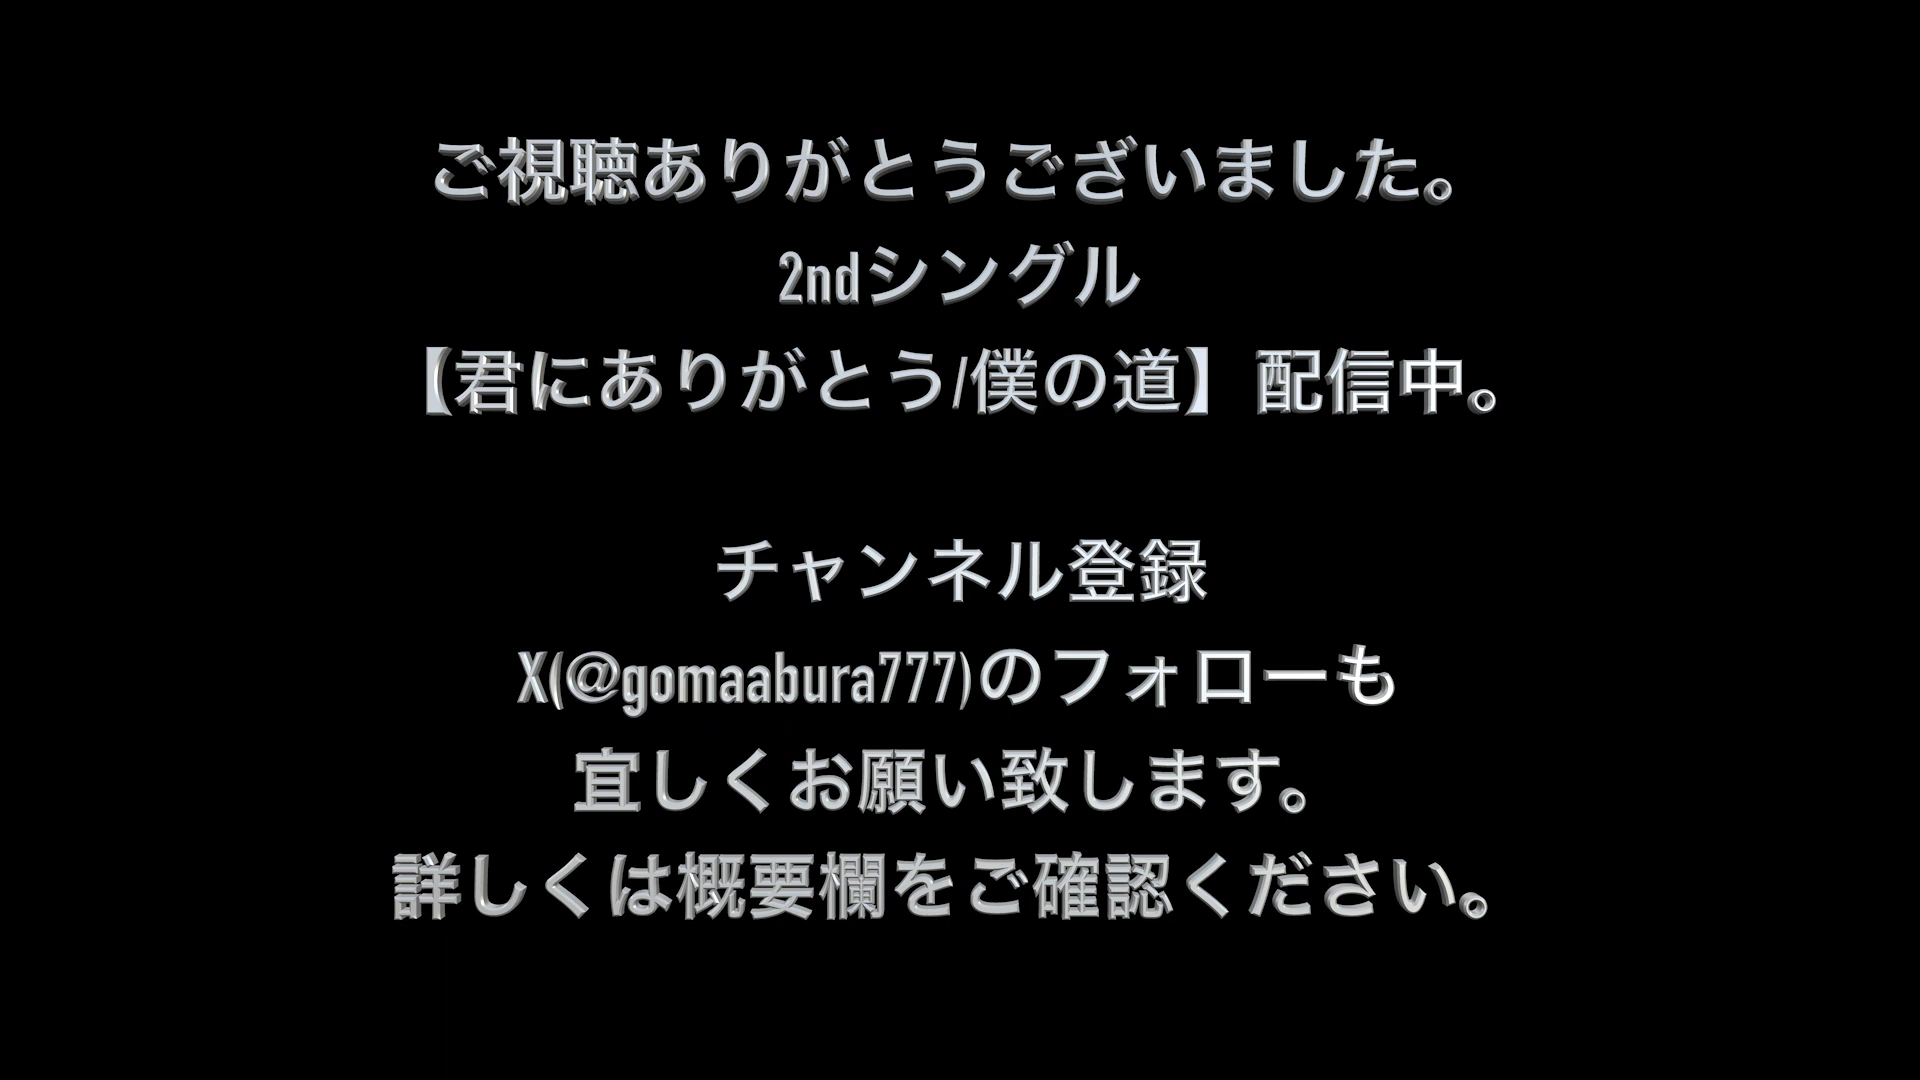 ご視聴ありがとうございました。
2ndシングル
【君にありがとう/僕の道】配信中。
チャンネル登録
X(@gomaabura777)のフォローも
宜しくお願い致します。
詳しくは概要欄をご確認ください。